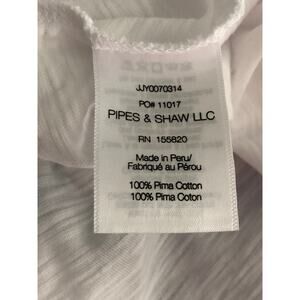 JJY0070314
PO# 11017
PIPES & SHAW LLC
RN 155820
Made in Peru/
Fabriqué au Pérou
100% Pima Cotton
100% Pima Coton